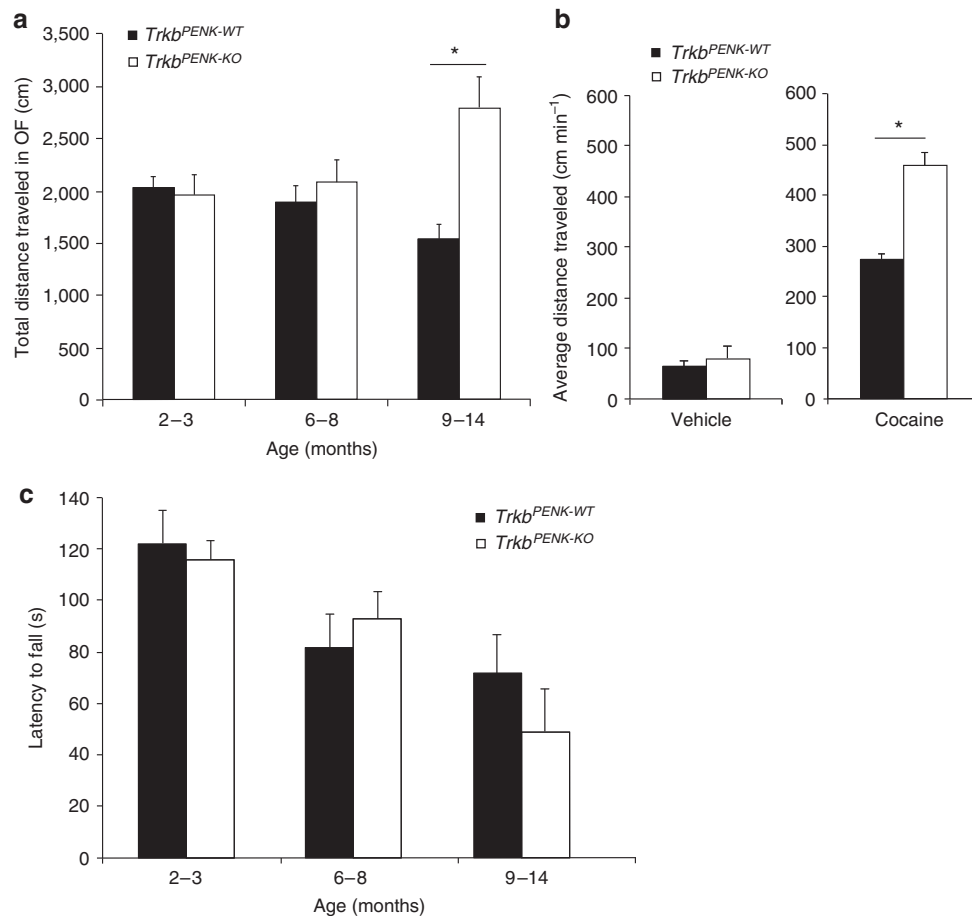 a
Total distance traveled in OF (cm)
3,500
3,000
2,500
2,000
1,500
1,000
500
0
Trkb^PENK-WT
Trkb^PENK-KO
*
2–3 6–8 9–14
Age (months)
b
Average distance traveled (cm min⁻¹)
Trkb^PENK-WT
Trkb^PENK-KO
600
500
400
300
200
100
0
Vehicle
600
500
400
300
200
100
0
*
Cocaine
c
Latency to fall (s)
140
120
100
80
60
40
20
0
Trkb^PENK-WT
Trkb^PENK-KO
2–3 6–8 9–14
Age (months)